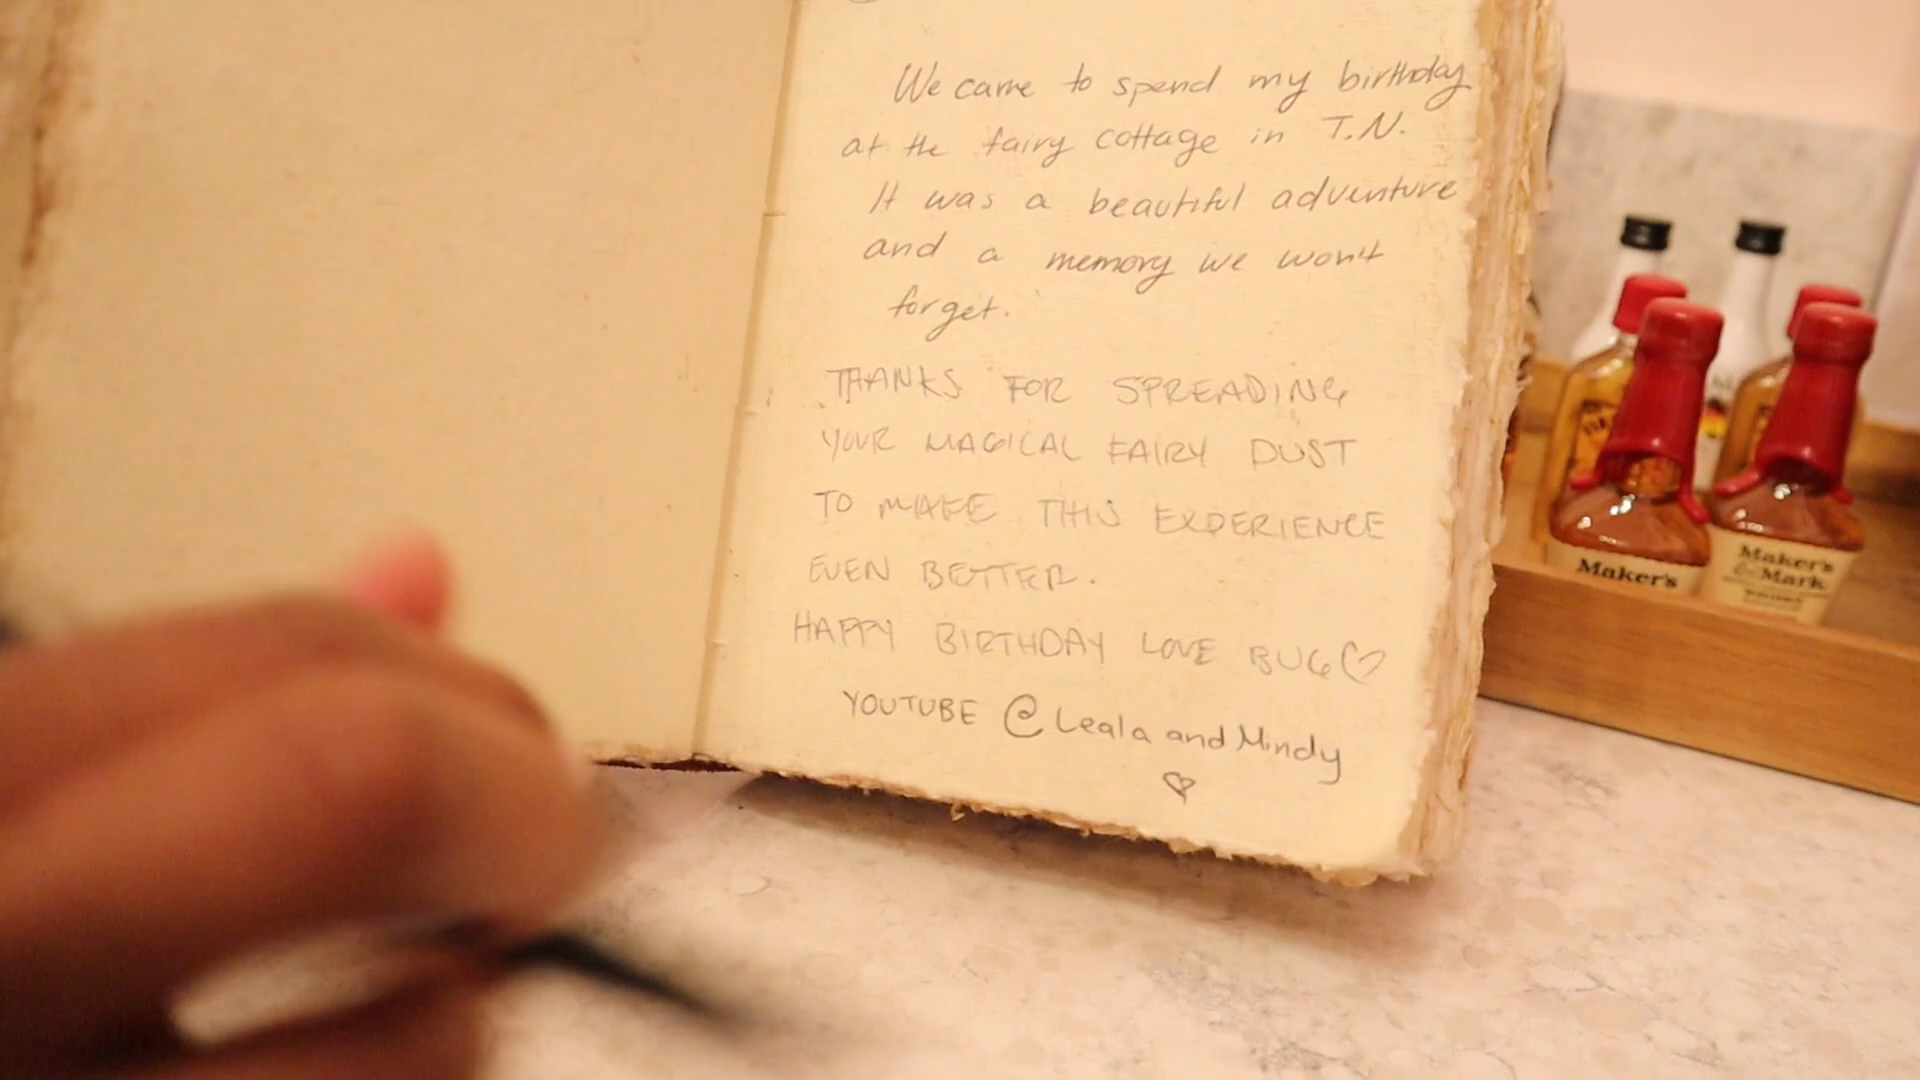 We came to spend my birthday
at the fairy cottage in T.N.
It was a beautiful adventure
and a memory we won't
forget.
THANKS FOR SPREADING
YOUR MAGICAL FAIRY DUST
TO MAKE THIS EXPERIENCE
EVEN BETTER.
HAPPY BIRTHDAY LOVE BUG♡
YOUTUBE @Leala and Mindy
♡
Maker's
Maker's
Mark